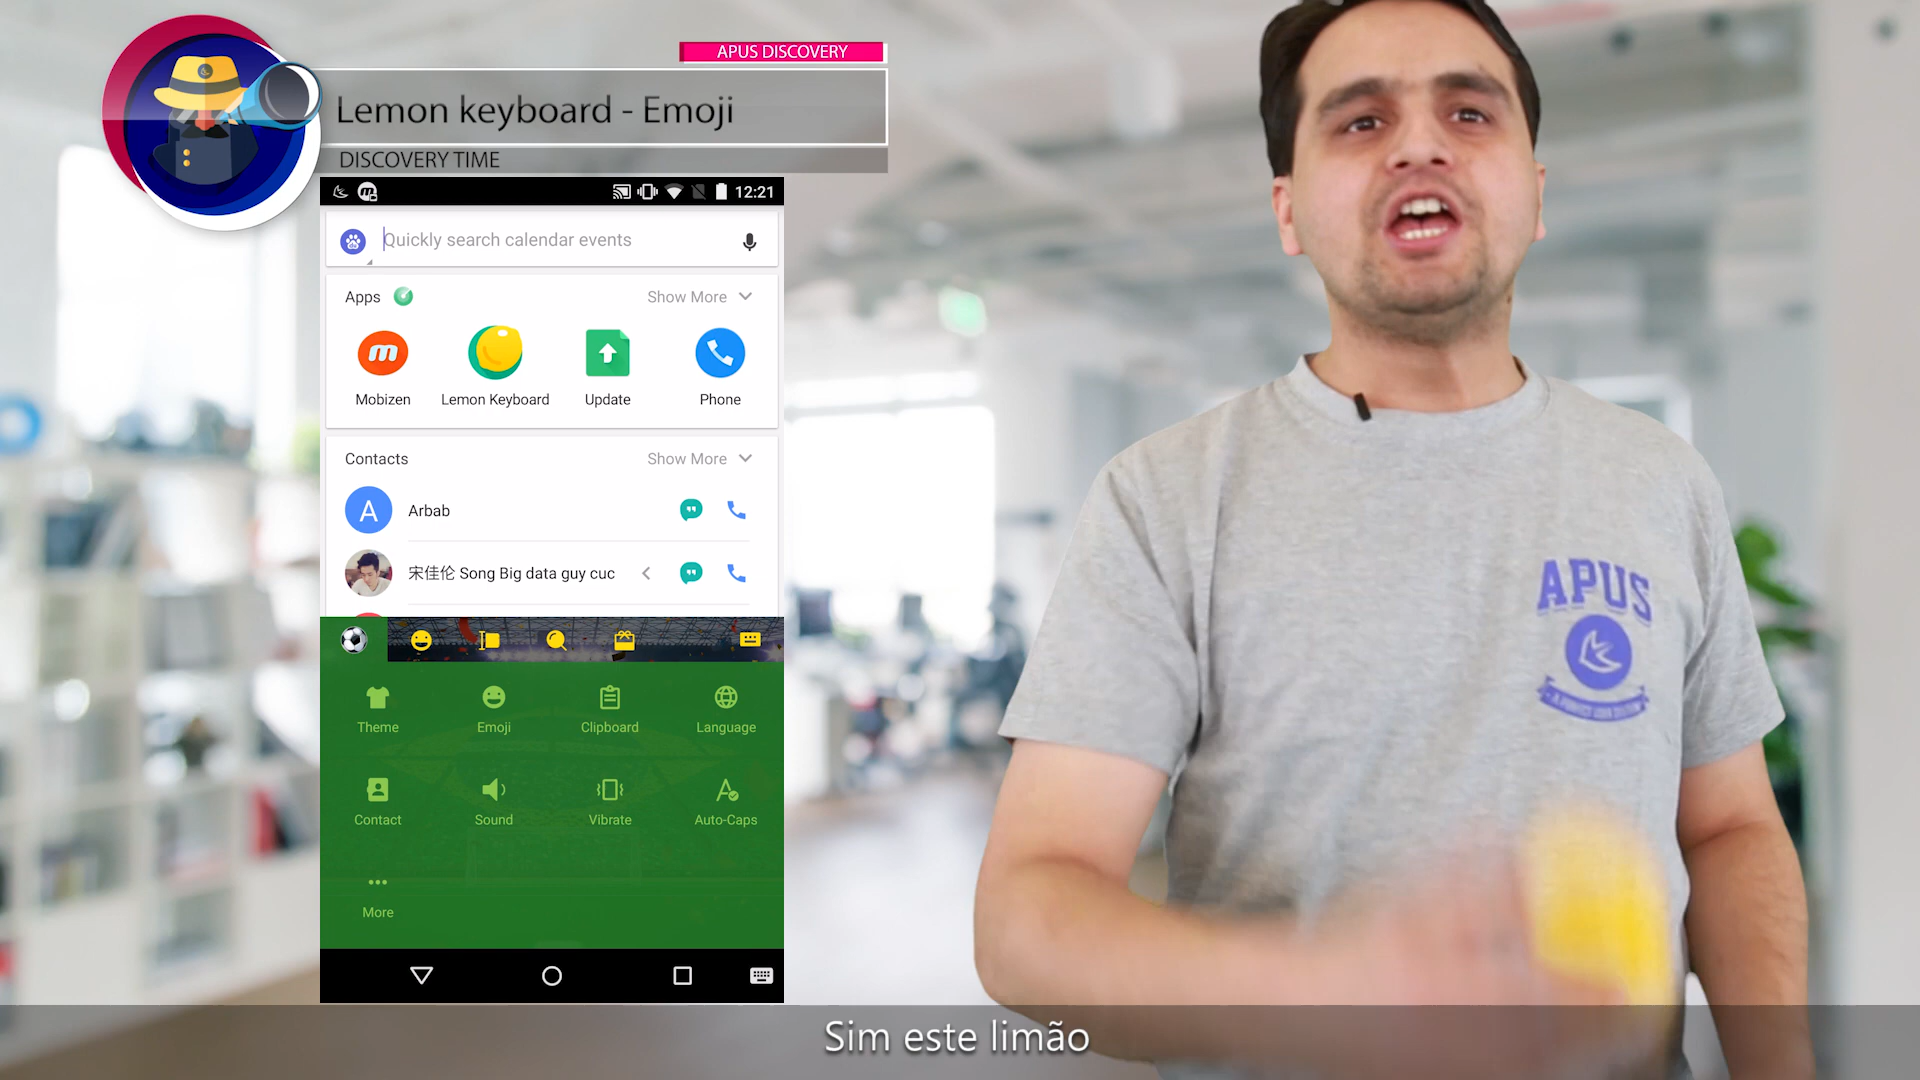 APUS DISCOVERY
Lemon keyboard - Emoji
DISCOVERY TIME
12:21
Quickly search calendar events
Apps
Show More
Mobizen
Lemon Keyboard
Update
Phone
Contacts
Show More
A
Arbab
宋佳伦 Song Big data guy cuc
Theme
Emoji
Clipboard
Language
Contact
Sound
Vibrate
Auto-Caps
More
APUS
Sim este limão